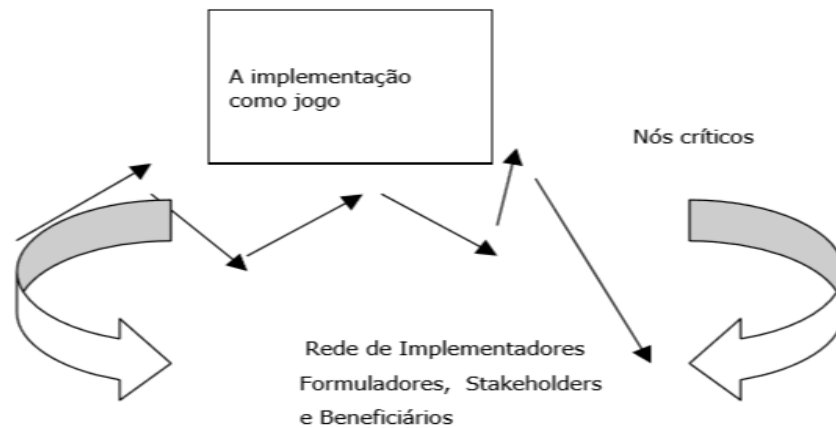 A implementação
como jogo
Nós críticos
Rede de Implementadores
Formuladores, Stakeholders
e Beneficiários